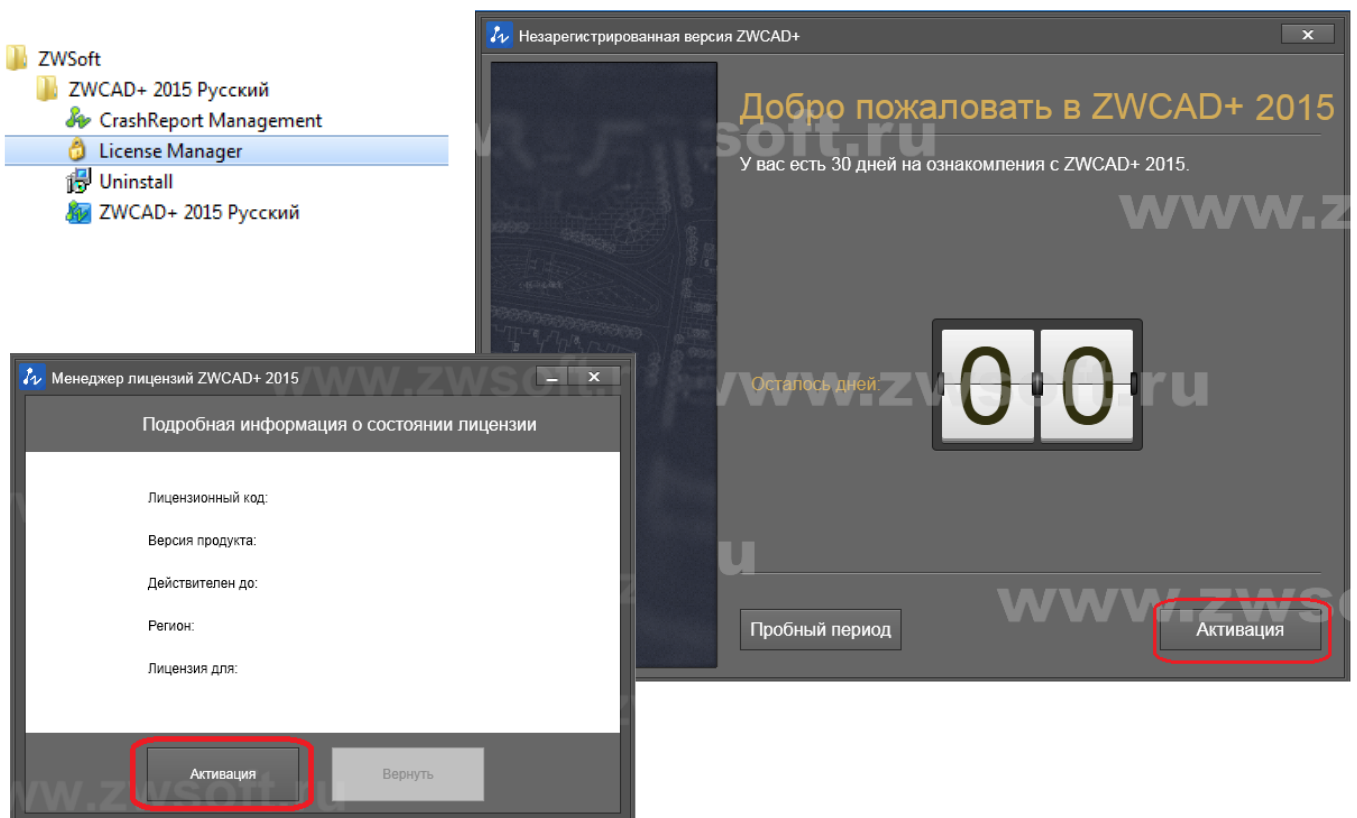 ZWSoft
ZWCAD+ 2015 Русский
CrashReport Management
License Manager
Uninstall
ZWCAD+ 2015 Русский
Незарегистрированная версия ZWCAD+
Добро пожаловать в ZWCAD+ 2015
У вас есть 30 дней на ознакомления с ZWCAD+ 2015.
Осталось дней:
00
Пробный период
Активация
Менеджер лицензий ZWCAD+ 2015
Подробная информация о состоянии лицензии
Лицензионный код:
Версия продукта:
Действителен до:
Регион:
Лицензия для:
Активация
Вернуть
www.zwsoft.ru